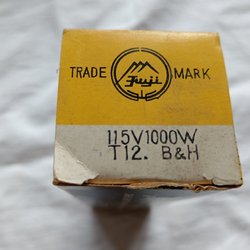 TRADE Fuji MARK
115V1000W
T12. B&H